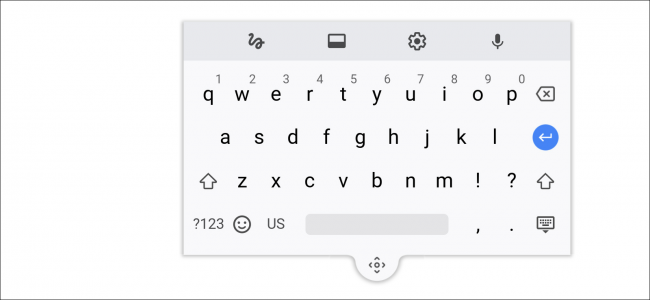 1 2 3 4 5 6 7 8 9 0
q w e r t y u i o p
a s d f g h j k l
z x c v b n m ! ?
?123 US , .